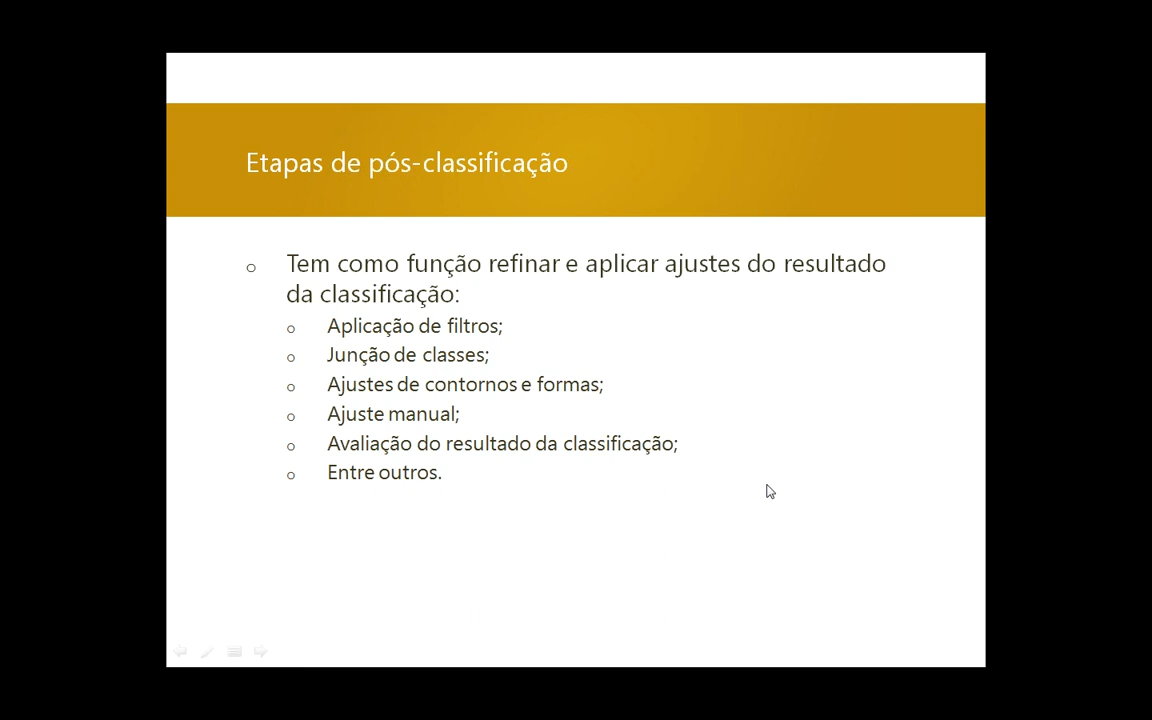 Etapas de pós-classificação
Tem como função refinar e aplicar ajustes do resultado
da classificação:
Aplicação de filtros;
Junção de classes;
Ajustes de contornos e formas;
Ajuste manual;
Avaliação do resultado da classificação;
Entre outros.